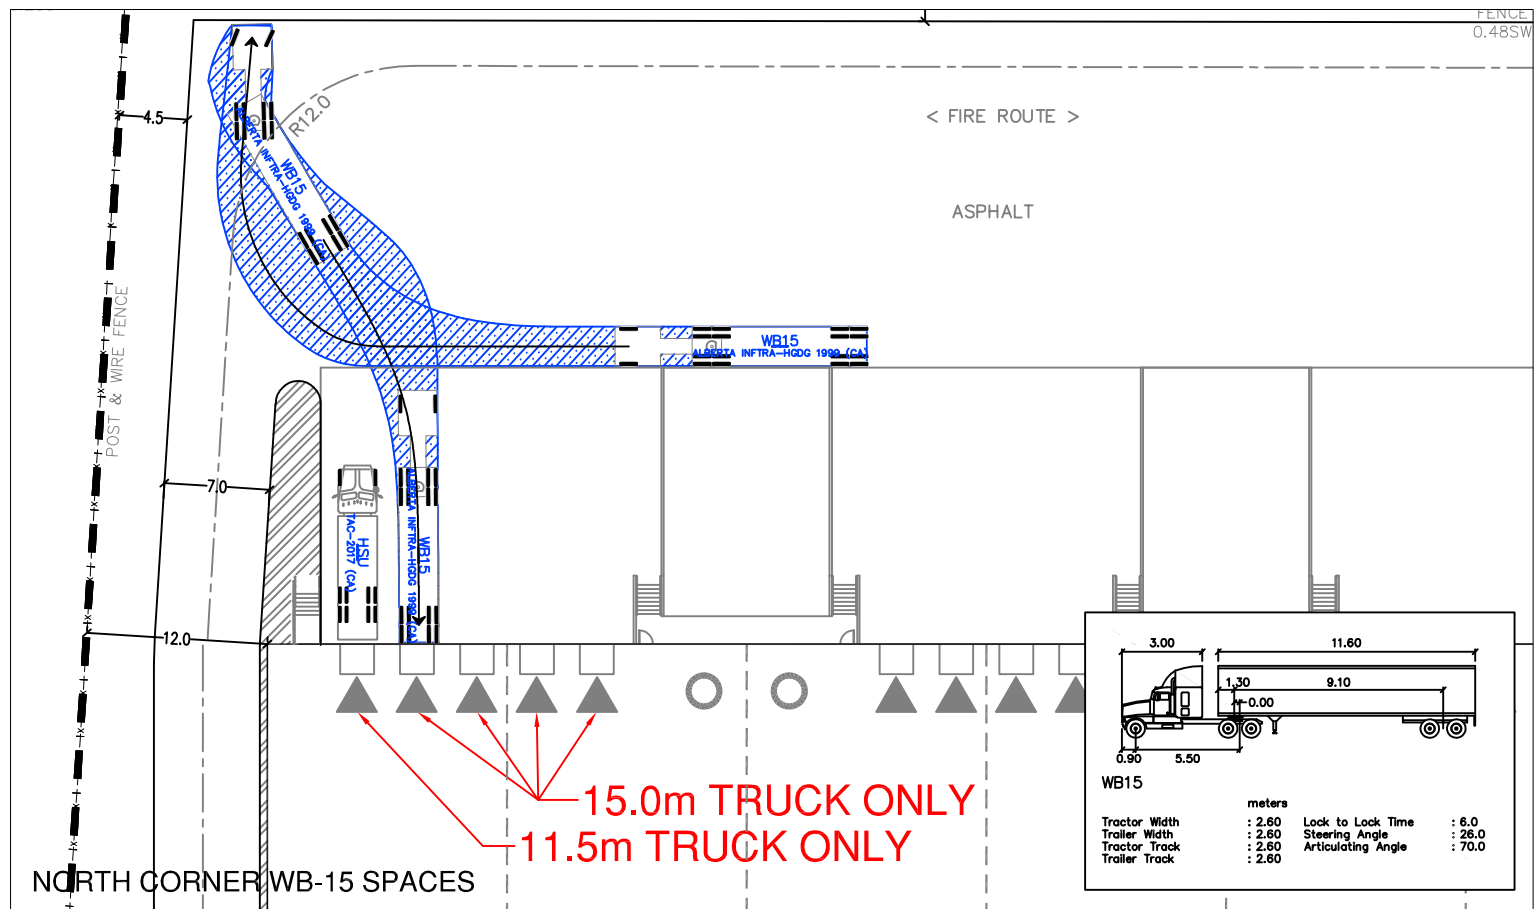 FENCE
0.48SW
4.5
R12.0
< FIRE ROUTE >
ASPHALT
WB15
ALBERTA INFTRA-HGDG 1999 (CA)
POST & WIRE FENCE
WB15
ALBERTA INFTRA-HGDG 1999 (CA)
7.0
HSU
TAC-2017 (CA)
WB15
ALBERTA INFTRA-HGDG 1999 (CA)
12.0
15.0m TRUCK ONLY
11.5m TRUCK ONLY
NORTH CORNER WB-15 SPACES
3.00
11.60
1.30
9.10
0.00
0.90
5.50
WB15
meters
Tractor Width : 2.60 Lock to Lock Time : 6.0
Trailer Width : 2.60 Steering Angle : 26.0
Tractor Track : 2.60 Articulating Angle : 70.0
Trailer Track : 2.60